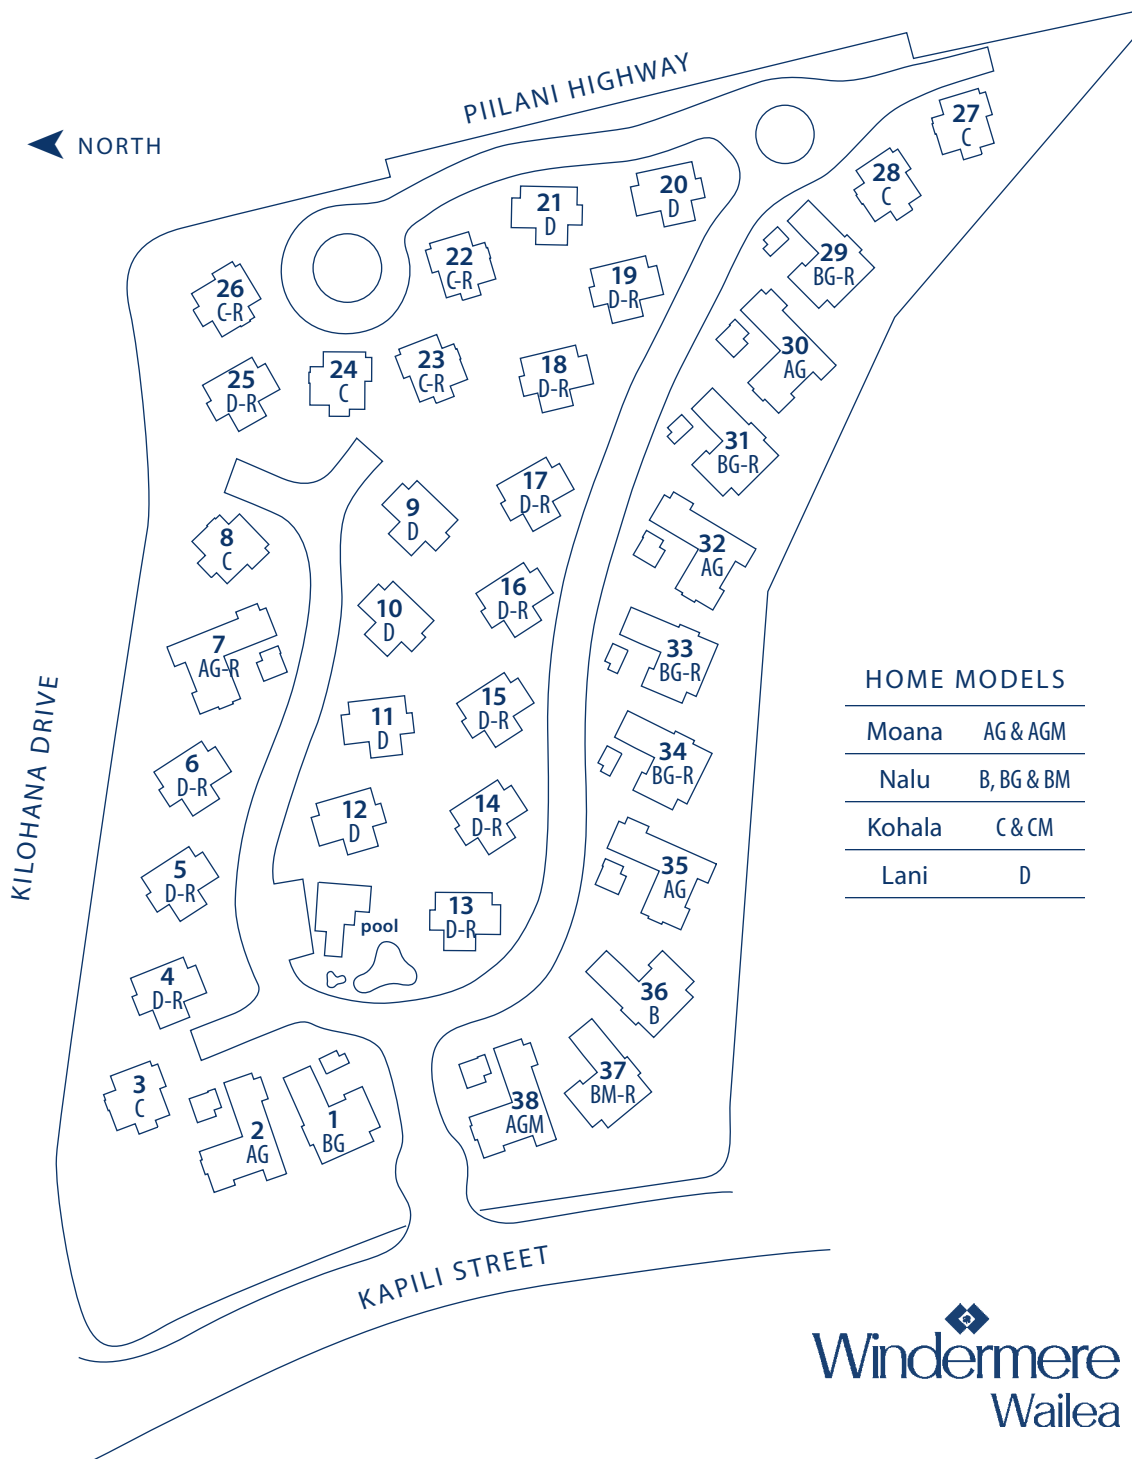 PIILANI HIGHWAY
NORTH
27
C
28
C
20
D
21
D
29
BG-R
22
C-R
19
D-R
26
C-R
30
AG
23
C-R
18
D-R
24
C
25
D-R
31
BG-R
17
D-R
9
D
8
C
32
AG
16
D-R
10
D
7
AG-R
33
BG-R
KILOHANA DRIVE
HOME MODELS
Moana AG & AGM
Nalu B, BG & BM
Kohala C & CM
Lani D
15
D-R
11
D
34
BG-R
6
D-R
14
D-R
12
D
5
D-R
35
AG
13
D-R
pool
4
D-R
36
B
37
BM-R
3
C
38
AGM
1
BG
2
AG
KAPILI STREET
Windermere
Wailea